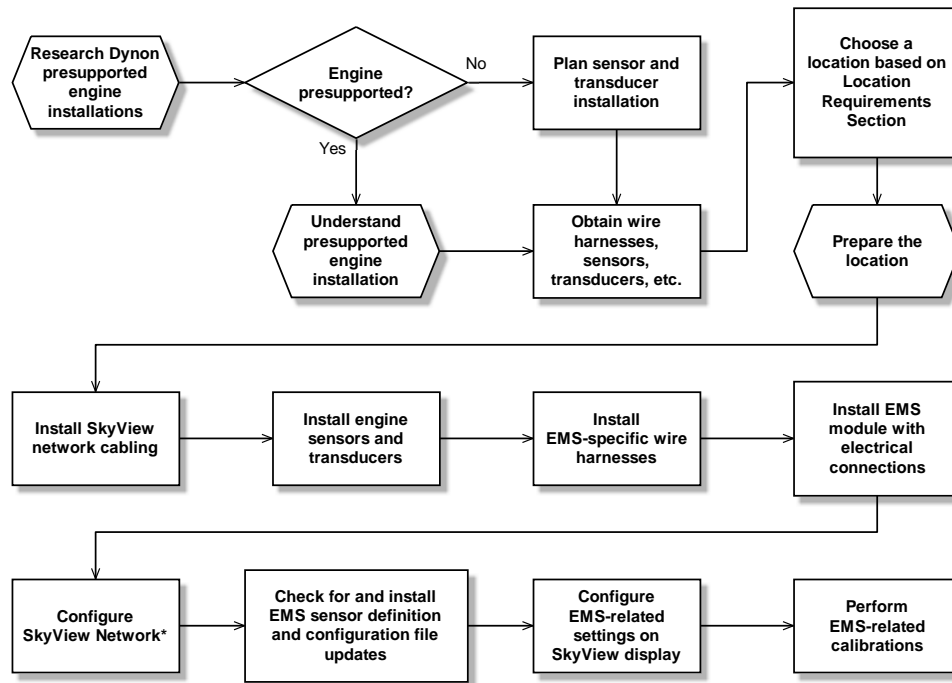 Research Dynon
presupported
engine
installations
Engine
presupported?
No
Yes
Plan sensor and
transducer
installation
Choose a
location based on
Location
Requirements
Section
Understand
presupported
engine
installation
Obtain wire
harnesses,
sensors,
transducers, etc.
Prepare the
location
Install SkyView
network cabling
Install engine
sensors and
transducers
Install
EMS-specific wire
harnesses
Install EMS
module with
electrical
connections
Configure
SkyView Network*
Check for and install
EMS sensor definition
and configuration file
updates
Configure
EMS-related
settings on
SkyView display
Perform
EMS-related
calibrations